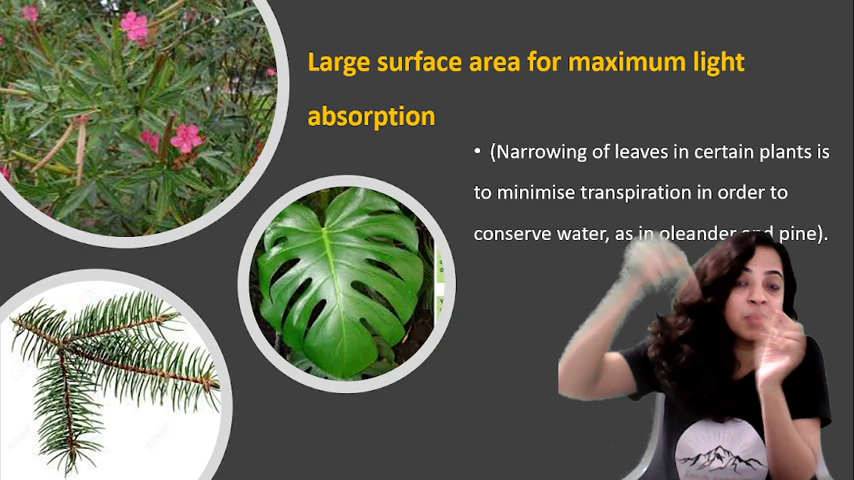 Large surface area for maximum light
absorption
• (Narrowing of leaves in certain plants is
to minimise transpiration in order to
conserve water, as in oleander and pine).